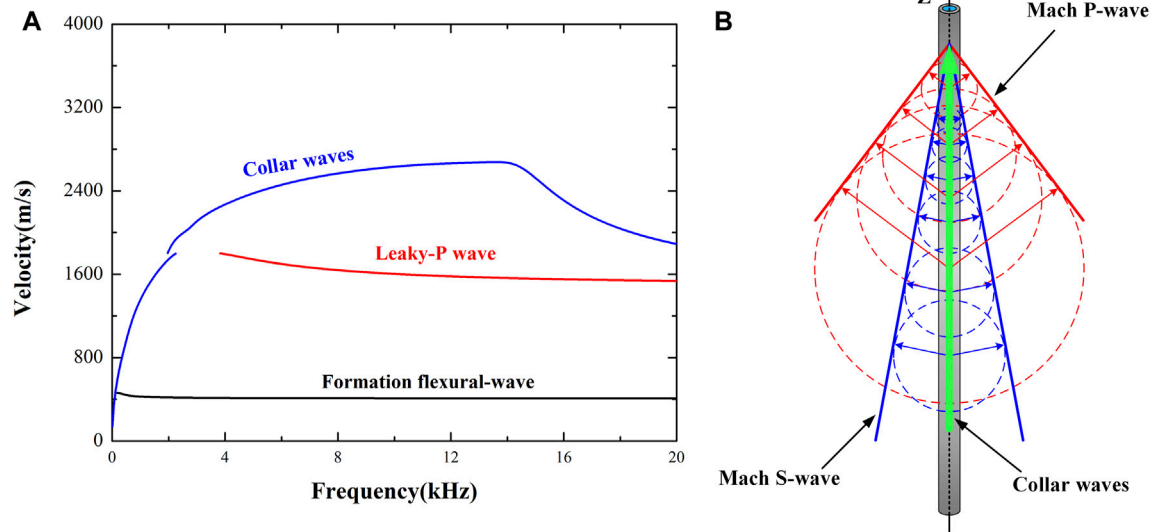 A
4000
3200
2400
1600
800
0
Velocity(m/s)
Collar waves
Leaky-P wave
Formation flexural-wave
0 4 8 12 16 20
Frequency(kHz)
B
Z
Mach P-wave
Mach S-wave
Collar waves